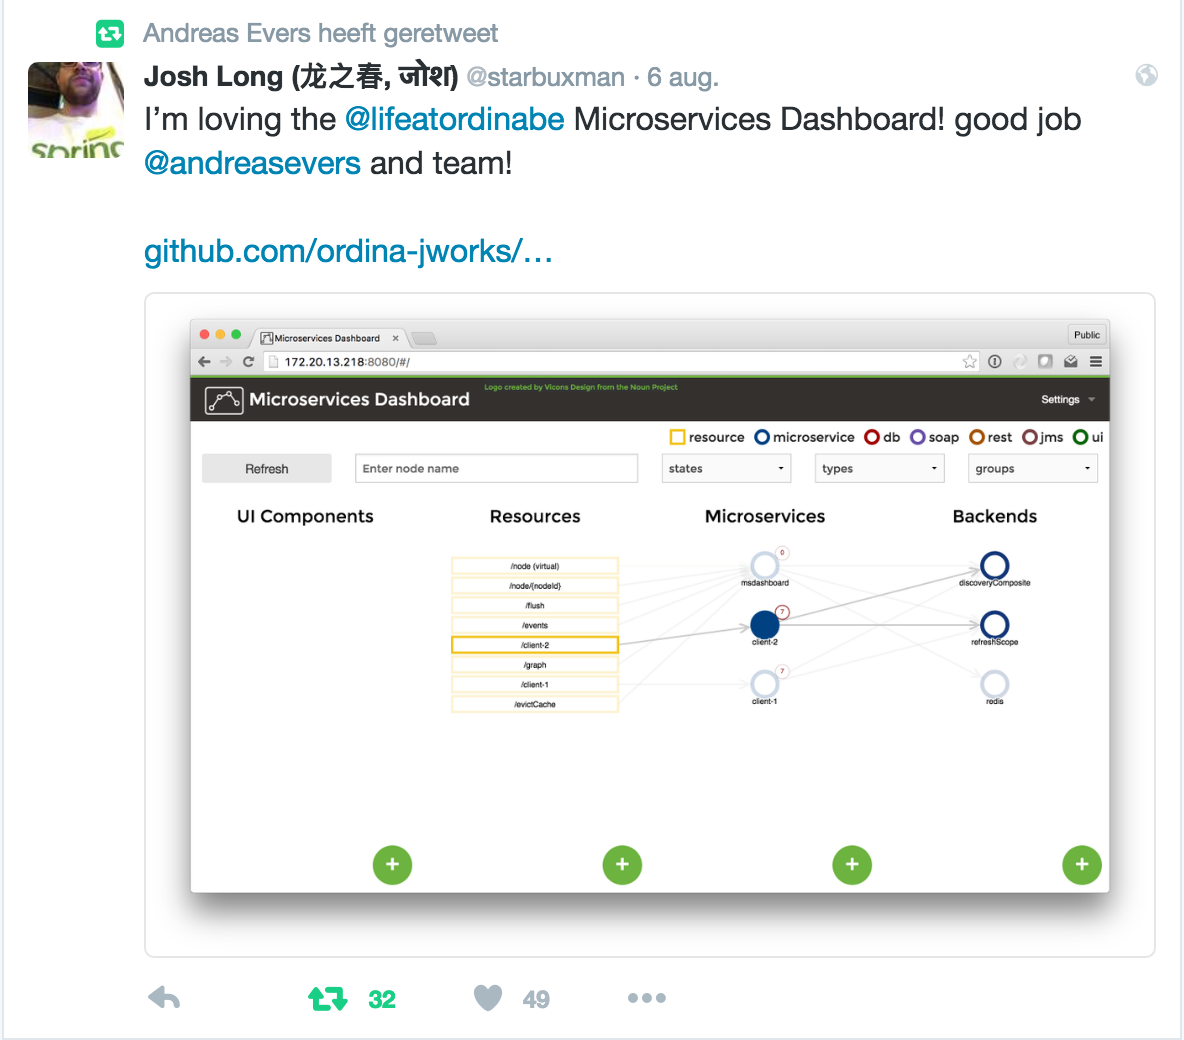 Andreas Evers heeft geretweet
Josh Long (龙之春, जोश) @starbuxman · 6 aug.
I'm loving the @lifeatordinabe Microservices Dashboard! good job
@andreasevers and team!
github.com/ordina-jworks/…
spring
Microservices Dashboard
Public
172.20.13.218:8080/#/
Logo created by Vicons Design from the Noun Project
Microservices Dashboard
Settings
resource microservice db soap rest jms ui
Refresh
Enter node name
states
types
groups
UI Components
Resources
Microservices
Backends
/node (virtual)
/node/{nodeId}
/flush
/events
/client-2
/graph
/client-1
/evictCache
0
msdashboard
7
client-2
7
client-1
discoveryComposite
refreshScope
redis
32
49